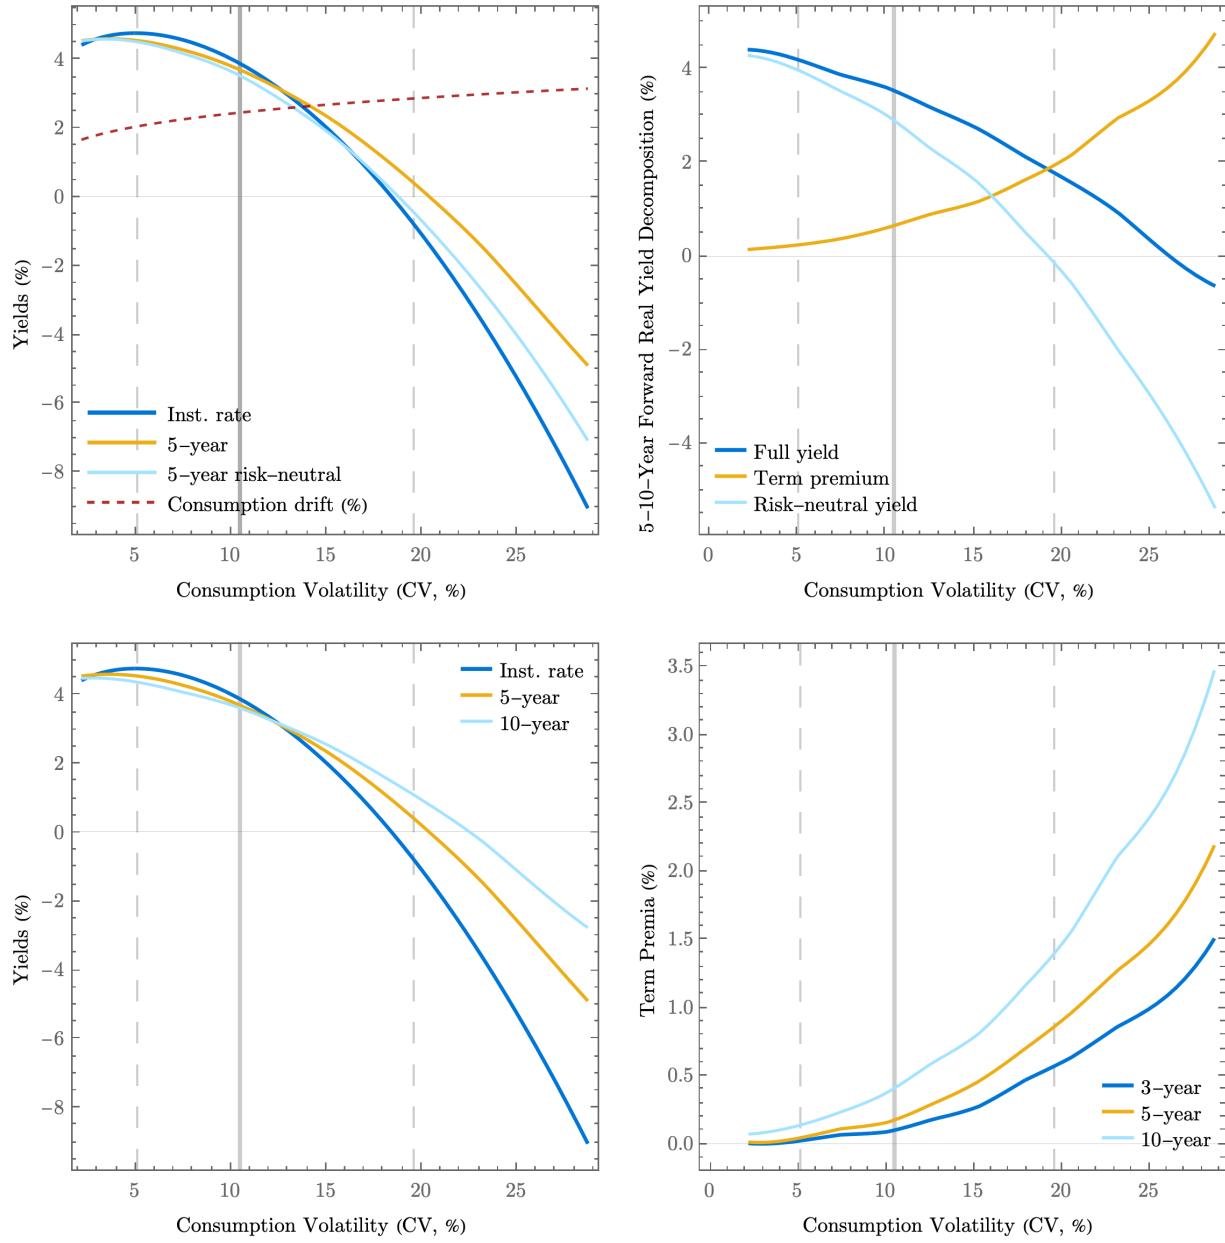 4
2
0
−2
−4
−6
−8
Yields (%)
Inst. rate
5−year
5−year risk−neutral
Consumption drift (%)
5
10
15
20
25
Consumption Volatility (CV, %)
4
2
0
−2
−4
5−10−Year Forward Real Yield Decomposition (%)
Full yield
Term premium
Risk−neutral yield
0
5
10
15
20
25
Consumption Volatility (CV, %)
4
2
0
−2
−4
−6
−8
Yields (%)
Inst. rate
5−year
10−year
5
10
15
20
25
Consumption Volatility (CV, %)
3.5
3.0
2.5
2.0
1.5
1.0
0.5
0.0
Term Premia (%)
3−year
5−year
10−year
0
5
10
15
20
25
Consumption Volatility (CV, %)